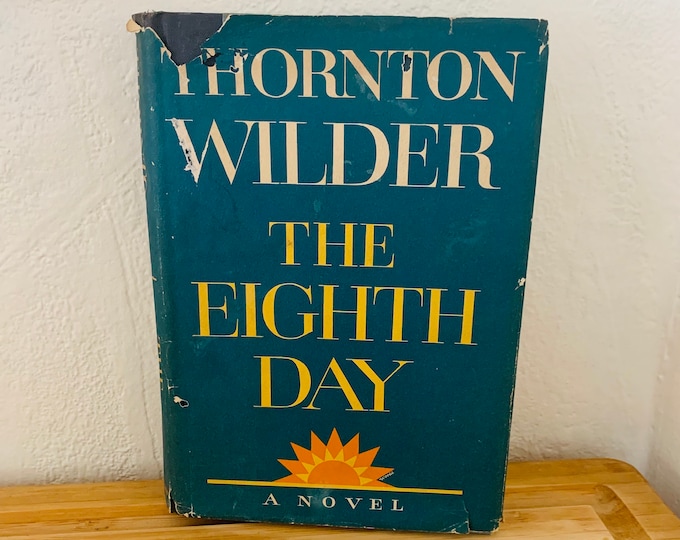 THORNTON
WILDER
THE
EIGHTH
DAY
A NOVEL